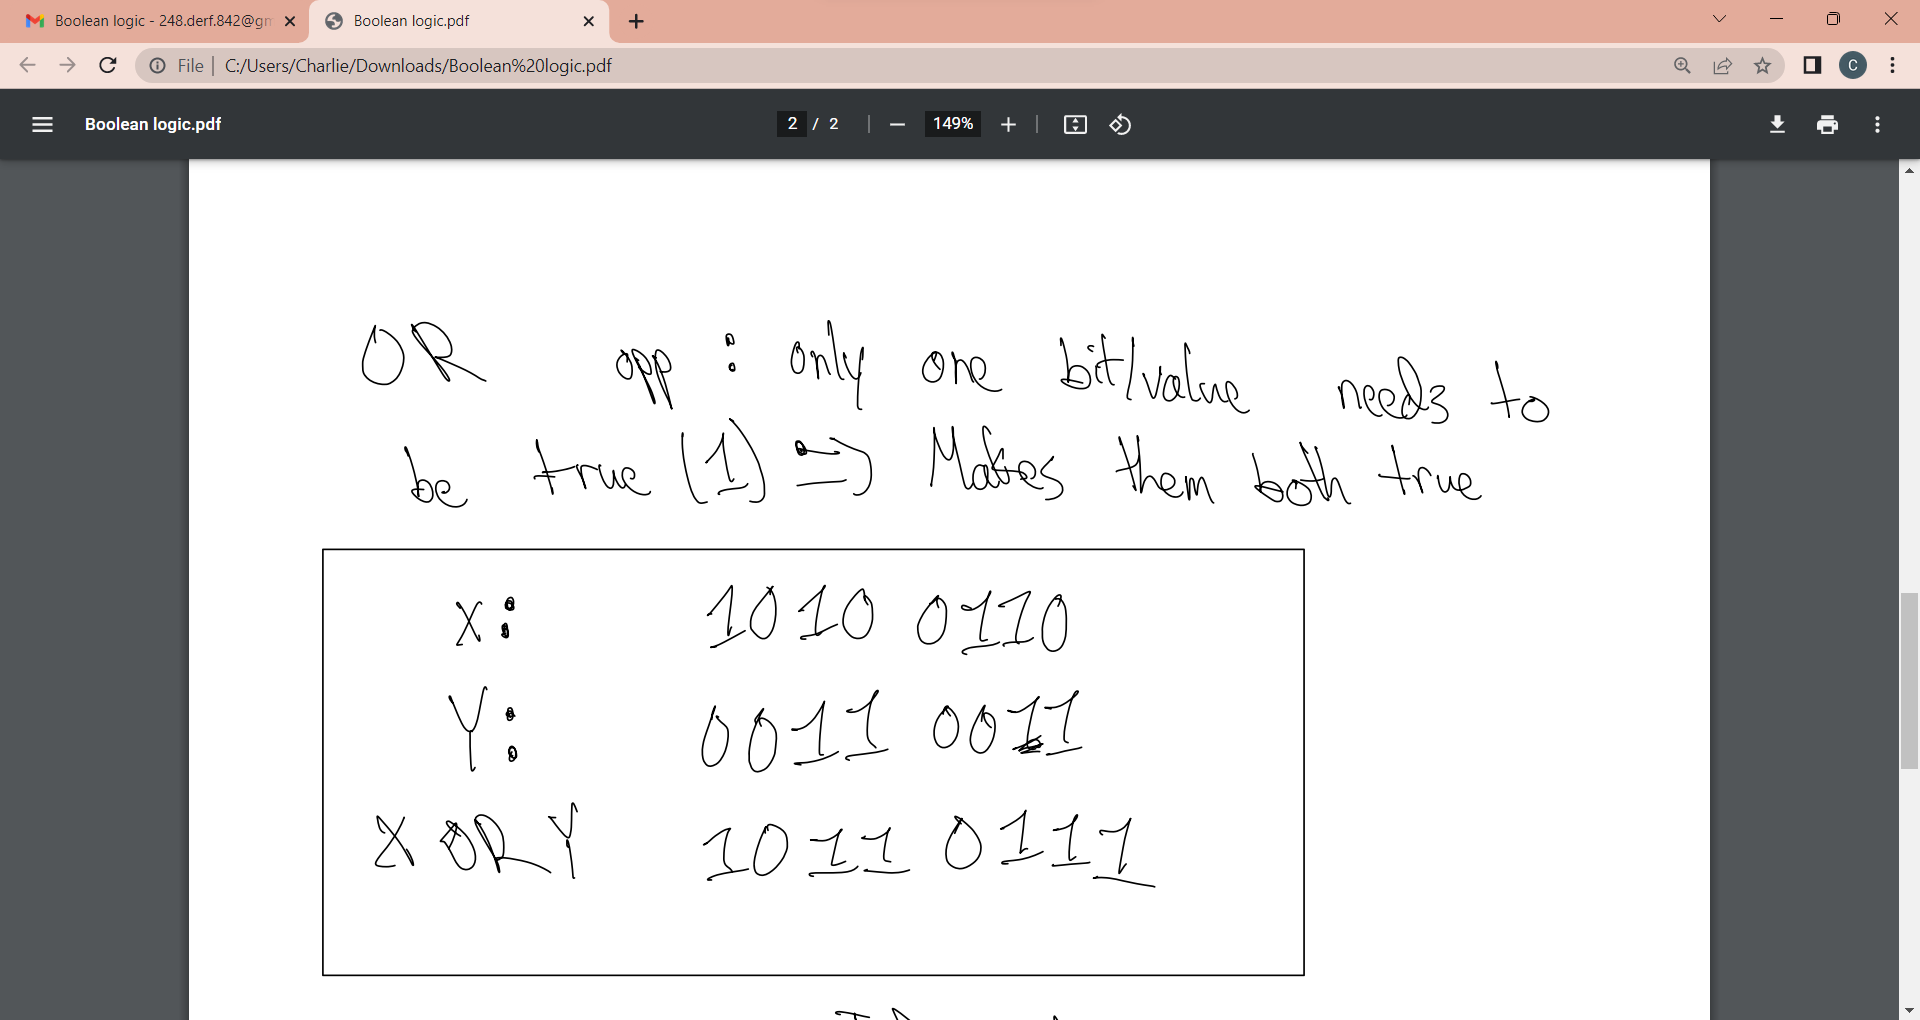 Boolean logic - 248.derf.842@gm
Boolean logic.pdf
File | C:/Users/Charlie/Downloads/Boolean%20logic.pdf
C
Boolean logic.pdf
2 / 2
149%
OR opp : only one bit/value needs to
be true (1) => Makes them both true
X: 1010 0110
Y: 0011 0011
X OR Y 1011 0111